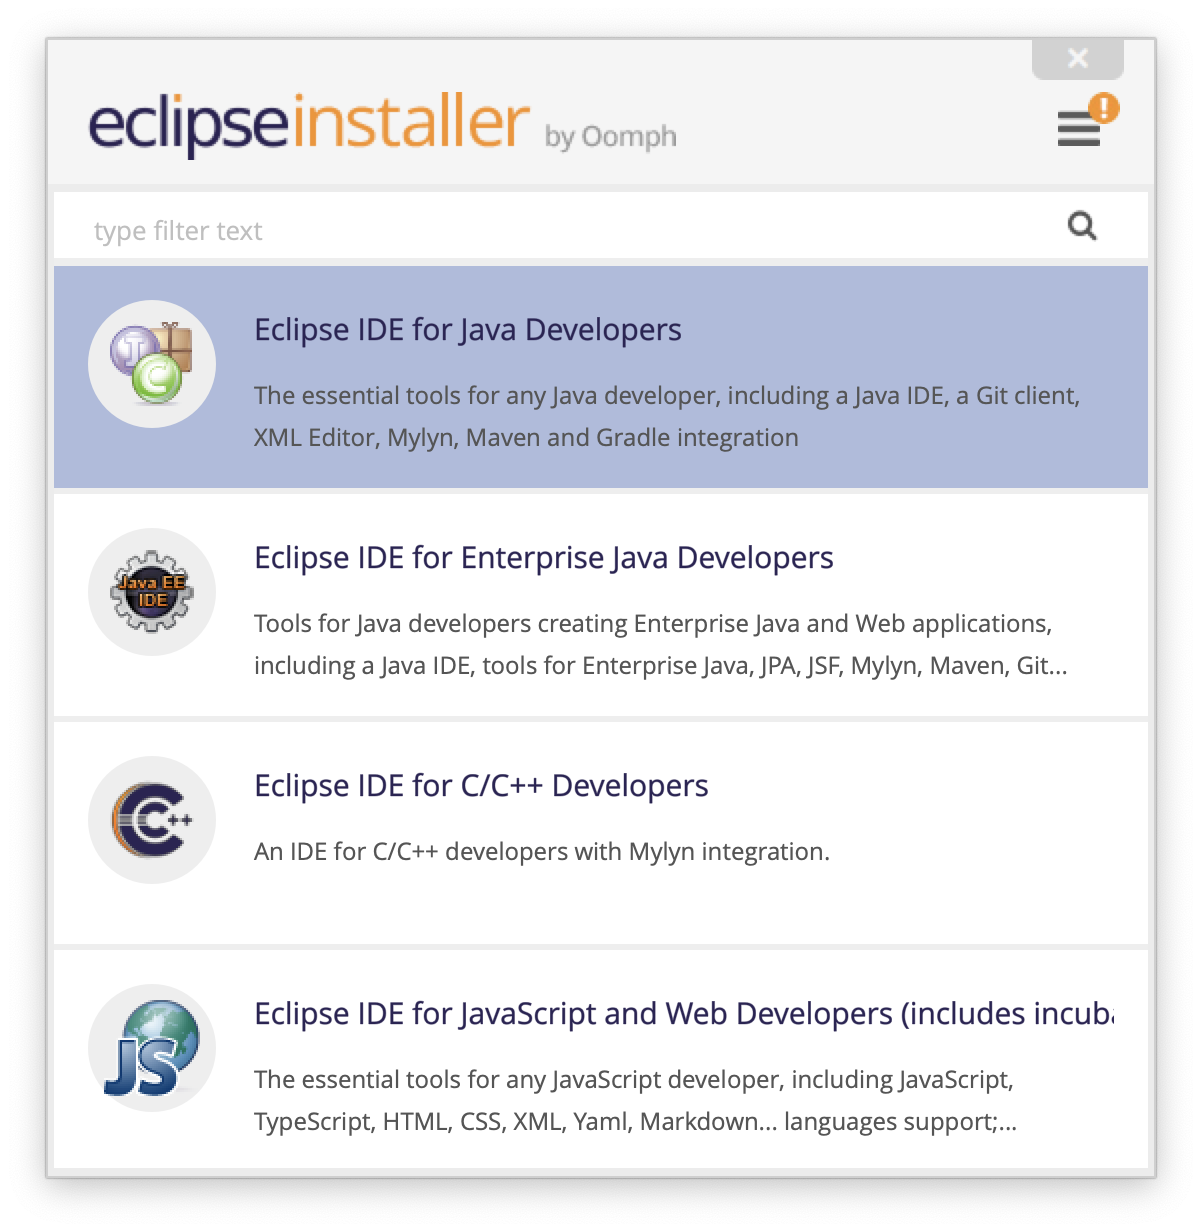 eclipseinstaller by Oomph
type filter text
Eclipse IDE for Java Developers
The essential tools for any Java developer, including a Java IDE, a Git client,
XML Editor, Mylyn, Maven and Gradle integration
Java EE
IDE
Eclipse IDE for Enterprise Java Developers
Tools for Java developers creating Enterprise Java and Web applications,
including a Java IDE, tools for Enterprise Java, JPA, JSF, Mylyn, Maven, Git...
C++
Eclipse IDE for C/C++ Developers
An IDE for C/C++ developers with Mylyn integration.
JS
Eclipse IDE for JavaScript and Web Developers (includes incuba
The essential tools for any JavaScript developer, including JavaScript,
TypeScript, HTML, CSS, XML, Yaml, Markdown... languages support;...